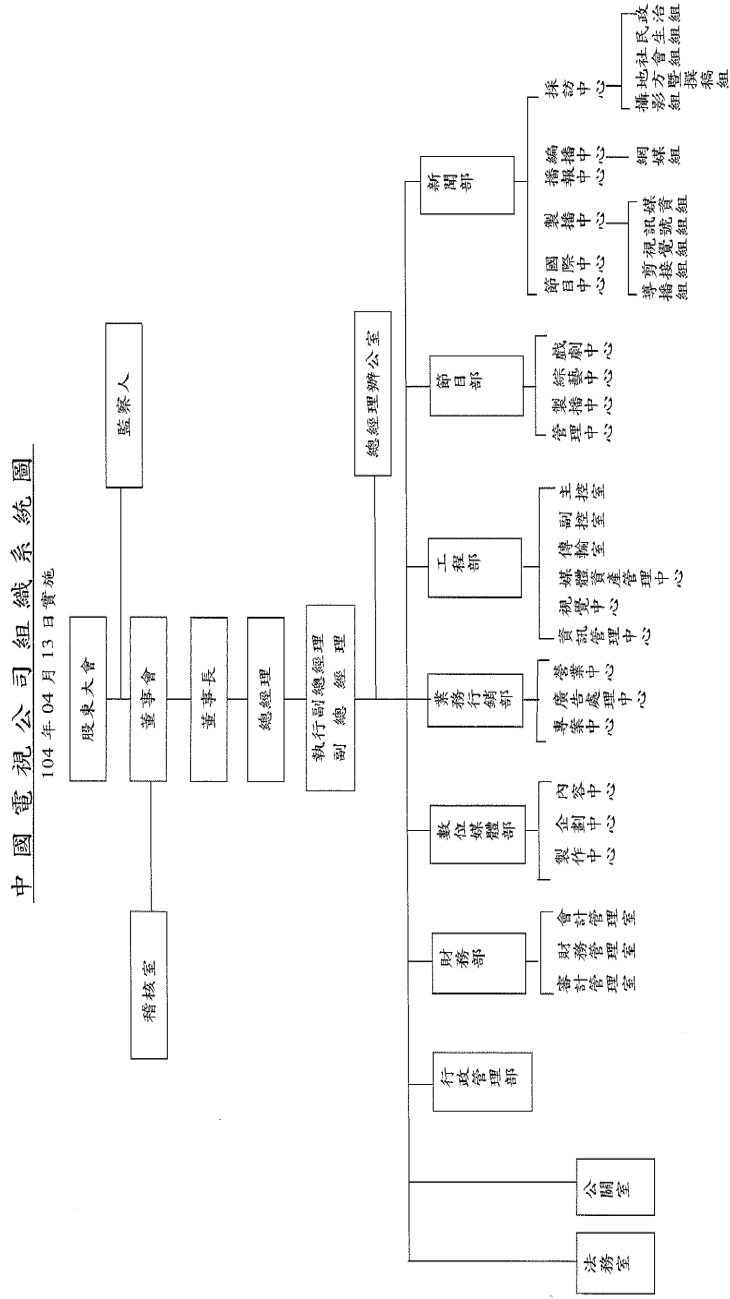 中國電視公司組織系統圖
104年04月13日實施
股東大會
監察人
董事會
稽核室
董事長
總經理
執行副總經理
副總經理
總經理辦公室
新聞部
採訪中心
政治組
民生組
社會組
地方暨撰稿組
攝影組
編播中心
播報中心
網媒組
製播中心
媒資組
訊號組
視覺組
剪接組
導播組
國際中心
節目中心
節目部
戲劇中心
綜藝中心
製播中心
管理中心
工程部
主控室
副控室
傳輸室
媒體資產管理中心
視覺中心
資訊管理中心
業務行銷部
營業中心
廣告處理中心
專案中心
數位媒體部
內容中心
企劃中心
製作中心
財務部
會計管理室
財務管理室
審計管理室
行政管理部
公關室
法務室